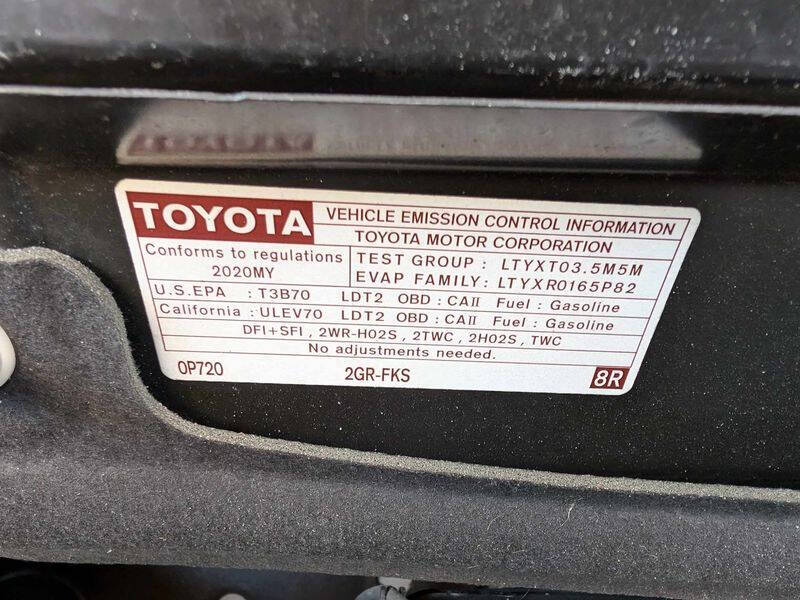 TOYOTA
VEHICLE EMISSION CONTROL INFORMATION
TOYOTA MOTOR CORPORATION
Conforms to regulations
2020MY
TEST GROUP : LTYXT03.5M5M
EVAP FAMILY: LTYXR0165P82
U.S.EPA : T3B70 LDT2 OBD : CAII Fuel : Gasoline
California : ULEV70 LDT2 OBD : CAII Fuel : Gasoline
DFI+SFI , 2WR-HO2S , 2TWC , 2HO2S , TWC
No adjustments needed.
0P720 2GR-FKS 8R